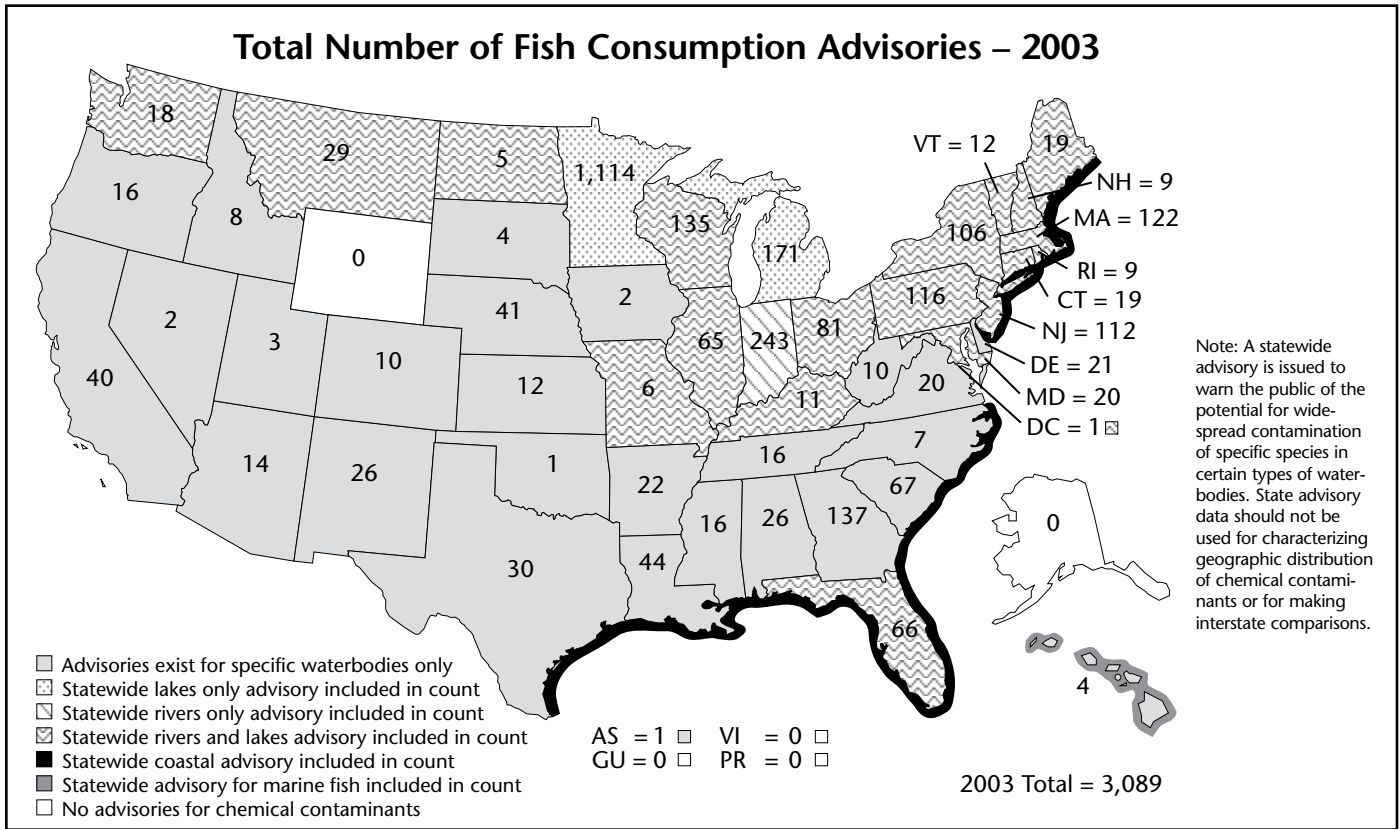 Total Number of Fish Consumption Advisories – 2003
18
29
5
1,114
VT = 12
19
NH = 9
16
8
135
MA = 122
0
4
171
106
RI = 9
2
2
41
116
CT = 19
3
65
243
81
NJ = 112
40
10
12
6
10
20
DE = 21
11
MD = 20
DC = 1
14
26
1
16
7
22
67
16
26
137
0
30
44
66
4
Note: A statewide
advisory is issued to
warn the public of the
potential for wide-
spread contamination
of specific species in
certain types of water-
bodies. State advisory
data should not be
used for characterizing
geographic distribution
of chemical contami-
nants or for making
interstate comparisons.
Advisories exist for specific waterbodies only
Statewide lakes only advisory included in count
Statewide rivers only advisory included in count
Statewide rivers and lakes advisory included in count
Statewide coastal advisory included in count
Statewide advisory for marine fish included in count
No advisories for chemical contaminants
AS = 1 VI = 0
GU = 0 PR = 0
2003 Total = 3,089